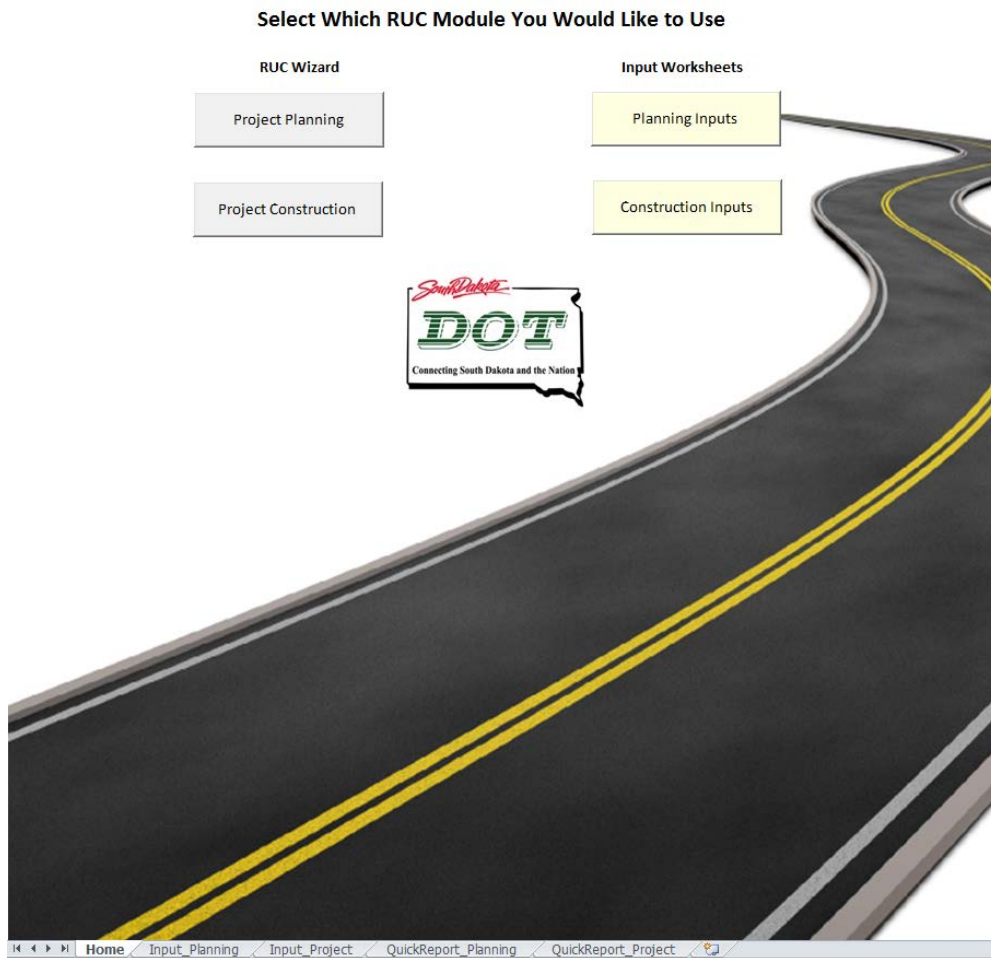 Select Which RUC Module You Would Like to Use
RUC Wizard
Input Worksheets
Project Planning
Planning Inputs
Project Construction
Construction Inputs
South Dakota
DOT
Connecting South Dakota and the Nation
Home Input_Planning Input_Project QuickReport_Planning QuickReport_Project